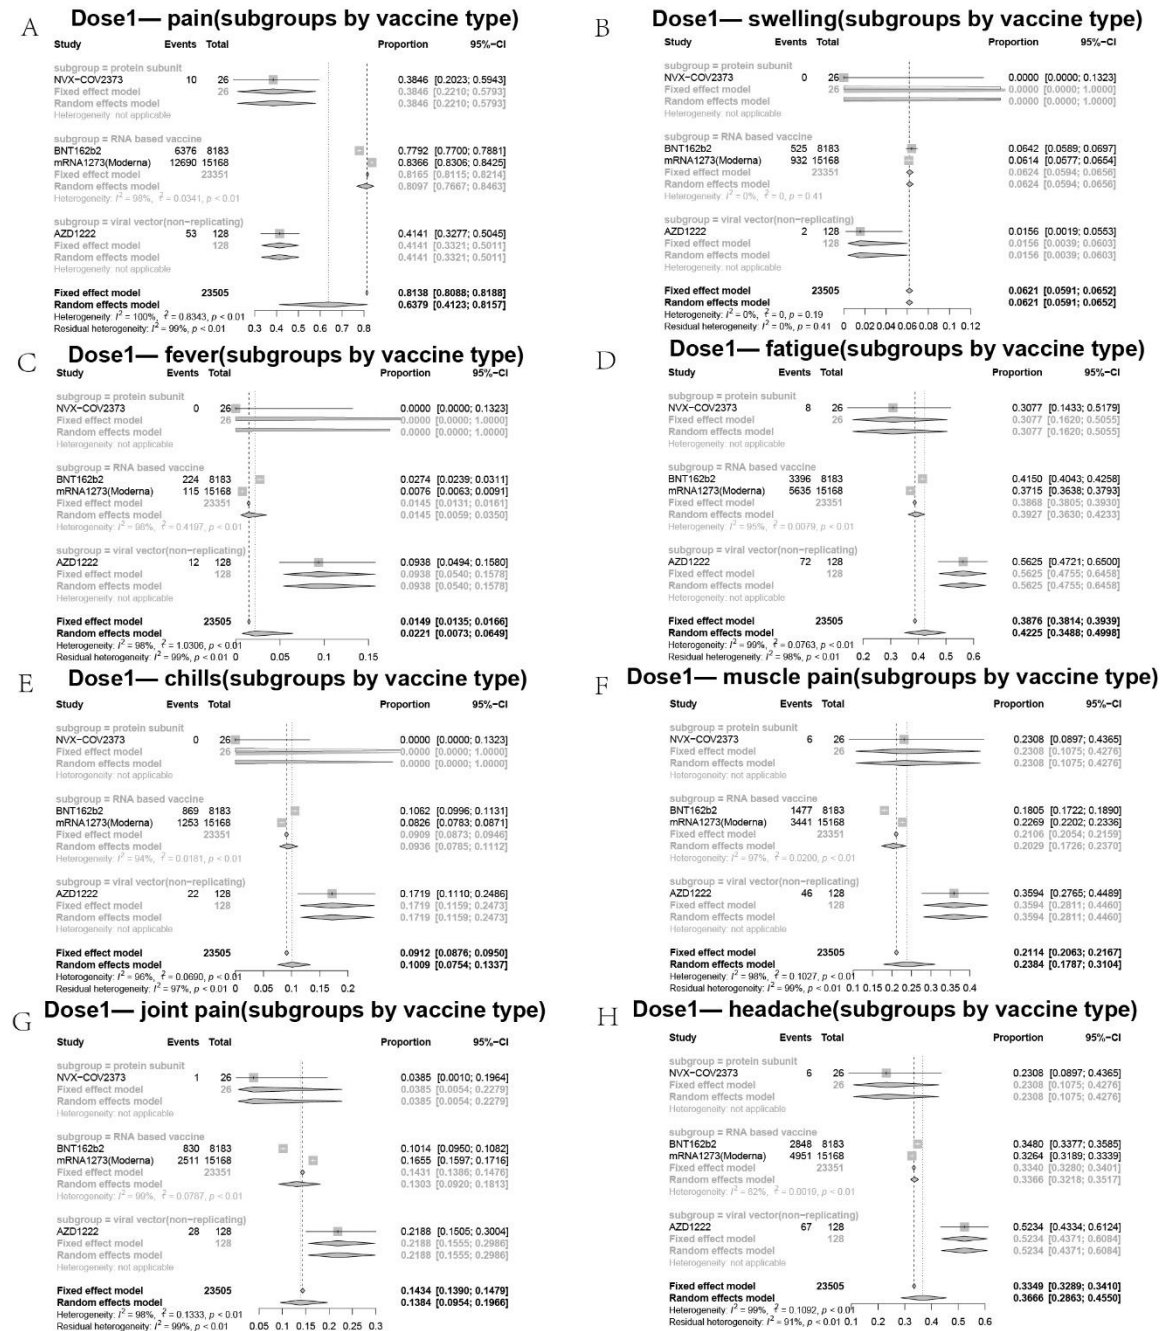 A
Dose1— pain(subgroups by vaccine type)
Study Events Total Proportion 95%−CI
subgroup = protein subunit
NVX−COV2373 10 26 0.3846 [0.2023; 0.5943]
Fixed effect model 26 0.3846 [0.2210; 0.5793]
Random effects model 0.3846 [0.2210; 0.5793]
Heterogeneity: not applicable
subgroup = RNA based vaccine
BNT162b2 6376 8183 0.7792 [0.7700; 0.7881]
mRNA1273(Moderna) 12690 15168 0.8366 [0.8306; 0.8425]
Fixed effect model 23351 0.8165 [0.8115; 0.8214]
Random effects model 0.8097 [0.7667; 0.8463]
Heterogeneity: I² = 98%, τ² = 0.0341, p < 0.01
subgroup = viral vector(non−replicating)
AZD1222 53 128 0.4141 [0.3277; 0.5045]
Fixed effect model 128 0.4141 [0.3321; 0.5011]
Random effects model 0.4141 [0.3321; 0.5011]
Heterogeneity: not applicable
Fixed effect model 23505 0.8138 [0.8088; 0.8188]
Random effects model 0.6379 [0.4123; 0.8157]
Heterogeneity: I² = 100%, τ² = 0.8343, p < 0.01
Residual heterogeneity: I² = 99%, p < 0.01
0.3 0.4 0.5 0.6 0.7 0.8
B
Dose1— swelling(subgroups by vaccine type)
Study Events Total Proportion 95%−CI
subgroup = protein subunit
NVX−COV2373 0 26 0.0000 [0.0000; 0.1323]
Fixed effect model 26 0.0000 [0.0000; 1.0000]
Random effects model 0.0000 [0.0000; 1.0000]
Heterogeneity: not applicable
subgroup = RNA based vaccine
BNT162b2 525 8183 0.0642 [0.0589; 0.0697]
mRNA1273(Moderna) 932 15168 0.0614 [0.0577; 0.0654]
Fixed effect model 23351 0.0624 [0.0594; 0.0656]
Random effects model 0.0624 [0.0594; 0.0656]
Heterogeneity: I² = 0%, τ² = 0, p = 0.41
subgroup = viral vector(non−replicating)
AZD1222 2 128 0.0156 [0.0019; 0.0553]
Fixed effect model 128 0.0156 [0.0039; 0.0603]
Random effects model 0.0156 [0.0039; 0.0603]
Heterogeneity: not applicable
Fixed effect model 23505 0.0621 [0.0591; 0.0652]
Random effects model 0.0621 [0.0591; 0.0652]
Heterogeneity: I² = 0%, τ² = 0, p = 0.19
Residual heterogeneity: I² = 0%, p = 0.41
0 0.02 0.04 0.06 0.08 0.1 0.12
C
Dose1— fever(subgroups by vaccine type)
Study Events Total Proportion 95%−CI
subgroup = protein subunit
NVX−COV2373 0 26 0.0000 [0.0000; 0.1323]
Fixed effect model 26 0.0000 [0.0000; 1.0000]
Random effects model 0.0000 [0.0000; 1.0000]
Heterogeneity: not applicable
subgroup = RNA based vaccine
BNT162b2 224 8183 0.0274 [0.0239; 0.0311]
mRNA1273(Moderna) 115 15168 0.0076 [0.0063; 0.0091]
Fixed effect model 23351 0.0145 [0.0131; 0.0161]
Random effects model 0.0145 [0.0059; 0.0350]
Heterogeneity: I² = 98%, τ² = 0.4197, p < 0.01
subgroup = viral vector(non−replicating)
AZD1222 12 128 0.0938 [0.0494; 0.1580]
Fixed effect model 128 0.0938 [0.0540; 0.1578]
Random effects model 0.0938 [0.0540; 0.1578]
Heterogeneity: not applicable
Fixed effect model 23505 0.0149 [0.0135; 0.0166]
Random effects model 0.0221 [0.0073; 0.0649]
Heterogeneity: I² = 98%, τ² = 1.0306, p < 0.01
Residual heterogeneity: I² = 99%, p < 0.01
0 0.05 0.1 0.15
D
Dose1— fatigue(subgroups by vaccine type)
Study Events Total Proportion 95%−CI
subgroup = protein subunit
NVX−COV2373 8 26 0.3077 [0.1433; 0.5179]
Fixed effect model 26 0.3077 [0.1620; 0.5055]
Random effects model 0.3077 [0.1620; 0.5055]
Heterogeneity: not applicable
subgroup = RNA based vaccine
BNT162b2 3396 8183 0.4150 [0.4043; 0.4258]
mRNA1273(Moderna) 5635 15168 0.3715 [0.3638; 0.3793]
Fixed effect model 23351 0.3868 [0.3805; 0.3930]
Random effects model 0.3927 [0.3630; 0.4233]
Heterogeneity: I² = 95%, τ² = 0.0079, p < 0.01
subgroup = viral vector(non−replicating)
AZD1222 72 128 0.5625 [0.4721; 0.6500]
Fixed effect model 128 0.5625 [0.4755; 0.6458]
Random effects model 0.5625 [0.4755; 0.6458]
Heterogeneity: not applicable
Fixed effect model 23505 0.3876 [0.3814; 0.3939]
Random effects model 0.4225 [0.3488; 0.4998]
Heterogeneity: I² = 99%, τ² = 0.0763, p < 0.01
Residual heterogeneity: I² = 98%, p < 0.01
0.2 0.3 0.4 0.5 0.6
E
Dose1— chills(subgroups by vaccine type)
Study Events Total Proportion 95%−CI
subgroup = protein subunit
NVX−COV2373 0 26 0.0000 [0.0000; 0.1323]
Fixed effect model 26 0.0000 [0.0000; 1.0000]
Random effects model 0.0000 [0.0000; 1.0000]
Heterogeneity: not applicable
subgroup = RNA based vaccine
BNT162b2 869 8183 0.1062 [0.0996; 0.1131]
mRNA1273(Moderna) 1253 15168 0.0826 [0.0783; 0.0871]
Fixed effect model 23351 0.0909 [0.0873; 0.0946]
Random effects model 0.0936 [0.0785; 0.1112]
Heterogeneity: I² = 94%, τ² = 0.0181, p < 0.01
subgroup = viral vector(non−replicating)
AZD1222 22 128 0.1719 [0.1110; 0.2486]
Fixed effect model 128 0.1719 [0.1159; 0.2473]
Random effects model 0.1719 [0.1159; 0.2473]
Heterogeneity: not applicable
Fixed effect model 23505 0.0912 [0.0876; 0.0950]
Random effects model 0.1009 [0.0754; 0.1337]
Heterogeneity: I² = 96%, τ² = 0.0690, p < 0.01
Residual heterogeneity: I² = 97%, p < 0.01
0 0.05 0.1 0.15 0.2
F
Dose1— muscle pain(subgroups by vaccine type)
Study Events Total Proportion 95%−CI
subgroup = protein subunit
NVX−COV2373 6 26 0.2308 [0.0897; 0.4365]
Fixed effect model 26 0.2308 [0.1075; 0.4276]
Random effects model 0.2308 [0.1075; 0.4276]
Heterogeneity: not applicable
subgroup = RNA based vaccine
BNT162b2 1477 8183 0.1805 [0.1722; 0.1890]
mRNA1273(Moderna) 3441 15168 0.2269 [0.2202; 0.2336]
Fixed effect model 23351 0.2106 [0.2054; 0.2159]
Random effects model 0.2029 [0.1726; 0.2370]
Heterogeneity: I² = 97%, τ² = 0.0200, p < 0.01
subgroup = viral vector(non−replicating)
AZD1222 46 128 0.3594 [0.2765; 0.4489]
Fixed effect model 128 0.3594 [0.2811; 0.4460]
Random effects model 0.3594 [0.2811; 0.4460]
Heterogeneity: not applicable
Fixed effect model 23505 0.2114 [0.2063; 0.2167]
Random effects model 0.2384 [0.1787; 0.3104]
Heterogeneity: I² = 98%, τ² = 0.1027, p < 0.01
Residual heterogeneity: I² = 99%, p < 0.01
0.1 0.15 0.2 0.25 0.3 0.35 0.4
G
Dose1— joint pain(subgroups by vaccine type)
Study Events Total Proportion 95%−CI
subgroup = protein subunit
NVX−COV2373 1 26 0.0385 [0.0010; 0.1964]
Fixed effect model 26 0.0385 [0.0054; 0.2279]
Random effects model 0.0385 [0.0054; 0.2279]
Heterogeneity: not applicable
subgroup = RNA based vaccine
BNT162b2 830 8183 0.1014 [0.0950; 0.1082]
mRNA1273(Moderna) 2511 15168 0.1655 [0.1597; 0.1716]
Fixed effect model 23351 0.1431 [0.1386; 0.1476]
Random effects model 0.1303 [0.0920; 0.1813]
Heterogeneity: I² = 99%, τ² = 0.0787, p < 0.01
subgroup = viral vector(non−replicating)
AZD1222 28 128 0.2188 [0.1505; 0.3004]
Fixed effect model 128 0.2188 [0.1555; 0.2986]
Random effects model 0.2188 [0.1555; 0.2986]
Heterogeneity: not applicable
Fixed effect model 23505 0.1434 [0.1390; 0.1479]
Random effects model 0.1384 [0.0954; 0.1966]
Heterogeneity: I² = 98%, τ² = 0.1333, p < 0.01
Residual heterogeneity: I² = 99%, p < 0.01
0.05 0.1 0.15 0.2 0.25 0.3
H
Dose1— headache(subgroups by vaccine type)
Study Events Total Proportion 95%−CI
subgroup = protein subunit
NVX−COV2373 6 26 0.2308 [0.0897; 0.4365]
Fixed effect model 26 0.2308 [0.1075; 0.4276]
Random effects model 0.2308 [0.1075; 0.4276]
Heterogeneity: not applicable
subgroup = RNA based vaccine
BNT162b2 2848 8183 0.3480 [0.3377; 0.3585]
mRNA1273(Moderna) 4951 15168 0.3264 [0.3189; 0.3339]
Fixed effect model 23351 0.3340 [0.3280; 0.3401]
Random effects model 0.3366 [0.3218; 0.3517]
Heterogeneity: I² = 82%, τ² = 0.0019, p < 0.01
subgroup = viral vector(non−replicating)
AZD1222 67 128 0.5234 [0.4334; 0.6124]
Fixed effect model 128 0.5234 [0.4371; 0.6084]
Random effects model 0.5234 [0.4371; 0.6084]
Heterogeneity: not applicable
Fixed effect model 23505 0.3349 [0.3289; 0.3410]
Random effects model 0.3666 [0.2863; 0.4550]
Heterogeneity: I² = 99%, τ² = 0.1092, p < 0.01
Residual heterogeneity: I² = 91%, p < 0.01
0.1 0.2 0.3 0.4 0.5 0.6